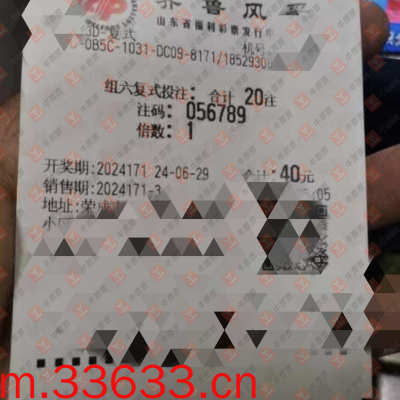 齐鲁风
山东省福利彩票发行
3D 复式
机号
-0B5C-1031-DC09-8171/18529300
组六复式投注: 合计 20注
注码: 056789
倍数: 1
开奖期:2024171 24-06-29 合计 40元
销售期:2024171-3 /05
地址:荣成
m.33633.cn